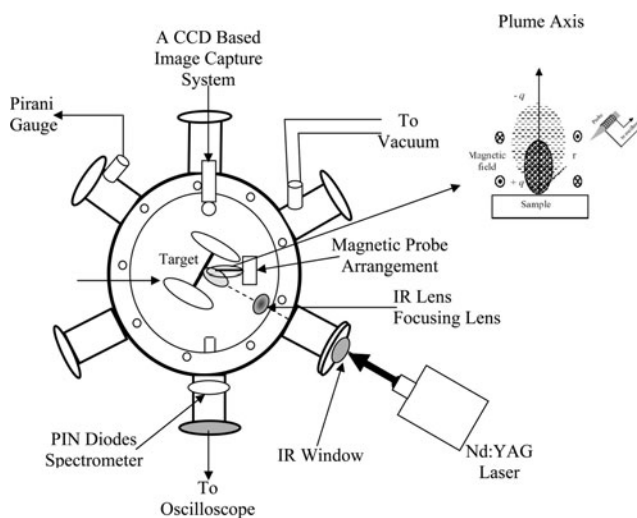 A CCD Based
Image Capture
System
Plume Axis
Pirani
Gauge
To
Vacuum
- q
Probe
Magnetic
field
r
+ q
Sample
Target
Magnetic Probe
Arrangement
IR Lens
Focusing Lens
PIN Diodes
Spectrometer
IR Window
Nd:YAG
Laser
To
Oscilloscope